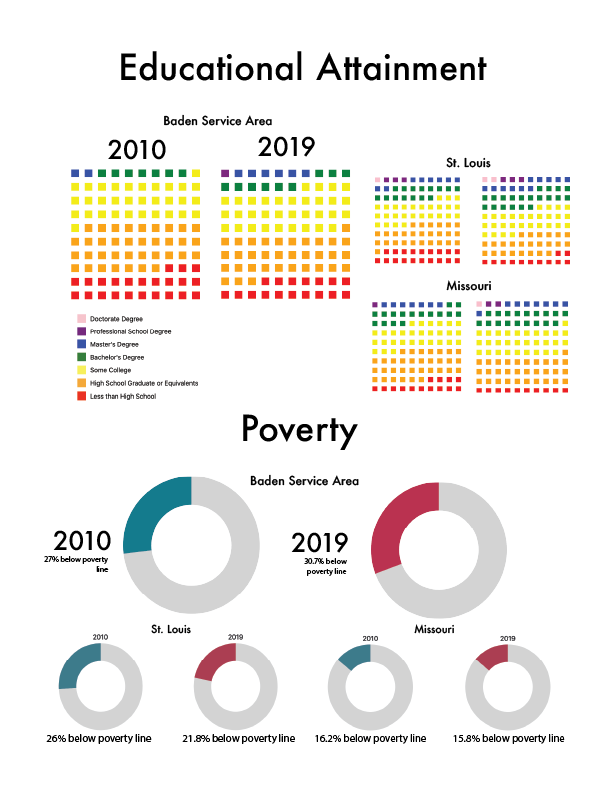 Educational Attainment
Baden Service Area
2010
2019
St. Louis
Missouri
Doctorate Degree
Professional School Degree
Master's Degree
Bachelor's Degree
Some College
High School Graduate or Equivalents
Less than High School
Poverty
Baden Service Area
2010
27% below poverty
line
2019
30.7% below
poverty line
St. Louis
Missouri
2010
2019
2010
2019
26% below poverty line
21.8% below poverty line
16.2% below poverty line
15.8% below poverty line